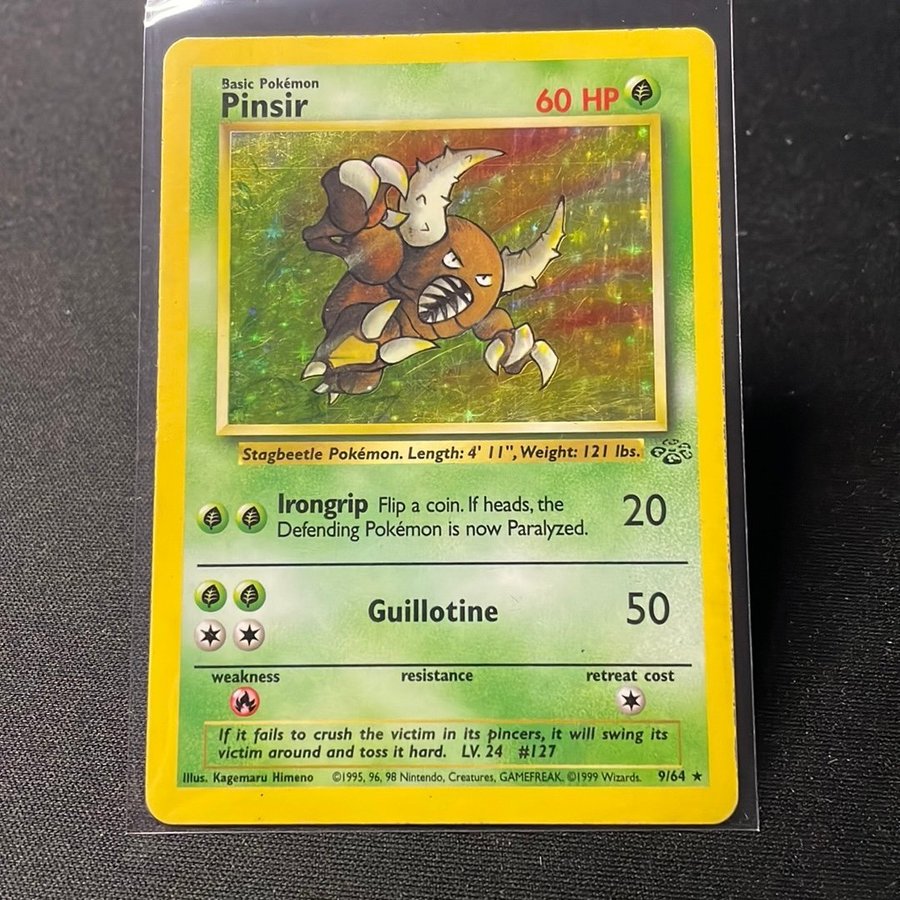 Basic Pokémon
Pinsir 60 HP
Stagbeetle Pokémon. Length: 4' 11", Weight: 121 lbs.
Irongrip Flip a coin. If heads, the 20
Defending Pokémon is now Paralyzed.
Guillotine 50
weakness resistance retreat cost
If it fails to crush the victim in its pincers, it will swing its
victim around and toss it hard. LV. 24 #127
Illus. Kagemaru Himeno ©1995, 96, 98 Nintendo, Creatures, GAMEFREAK. ©1999 Wizards. 9/64 ★